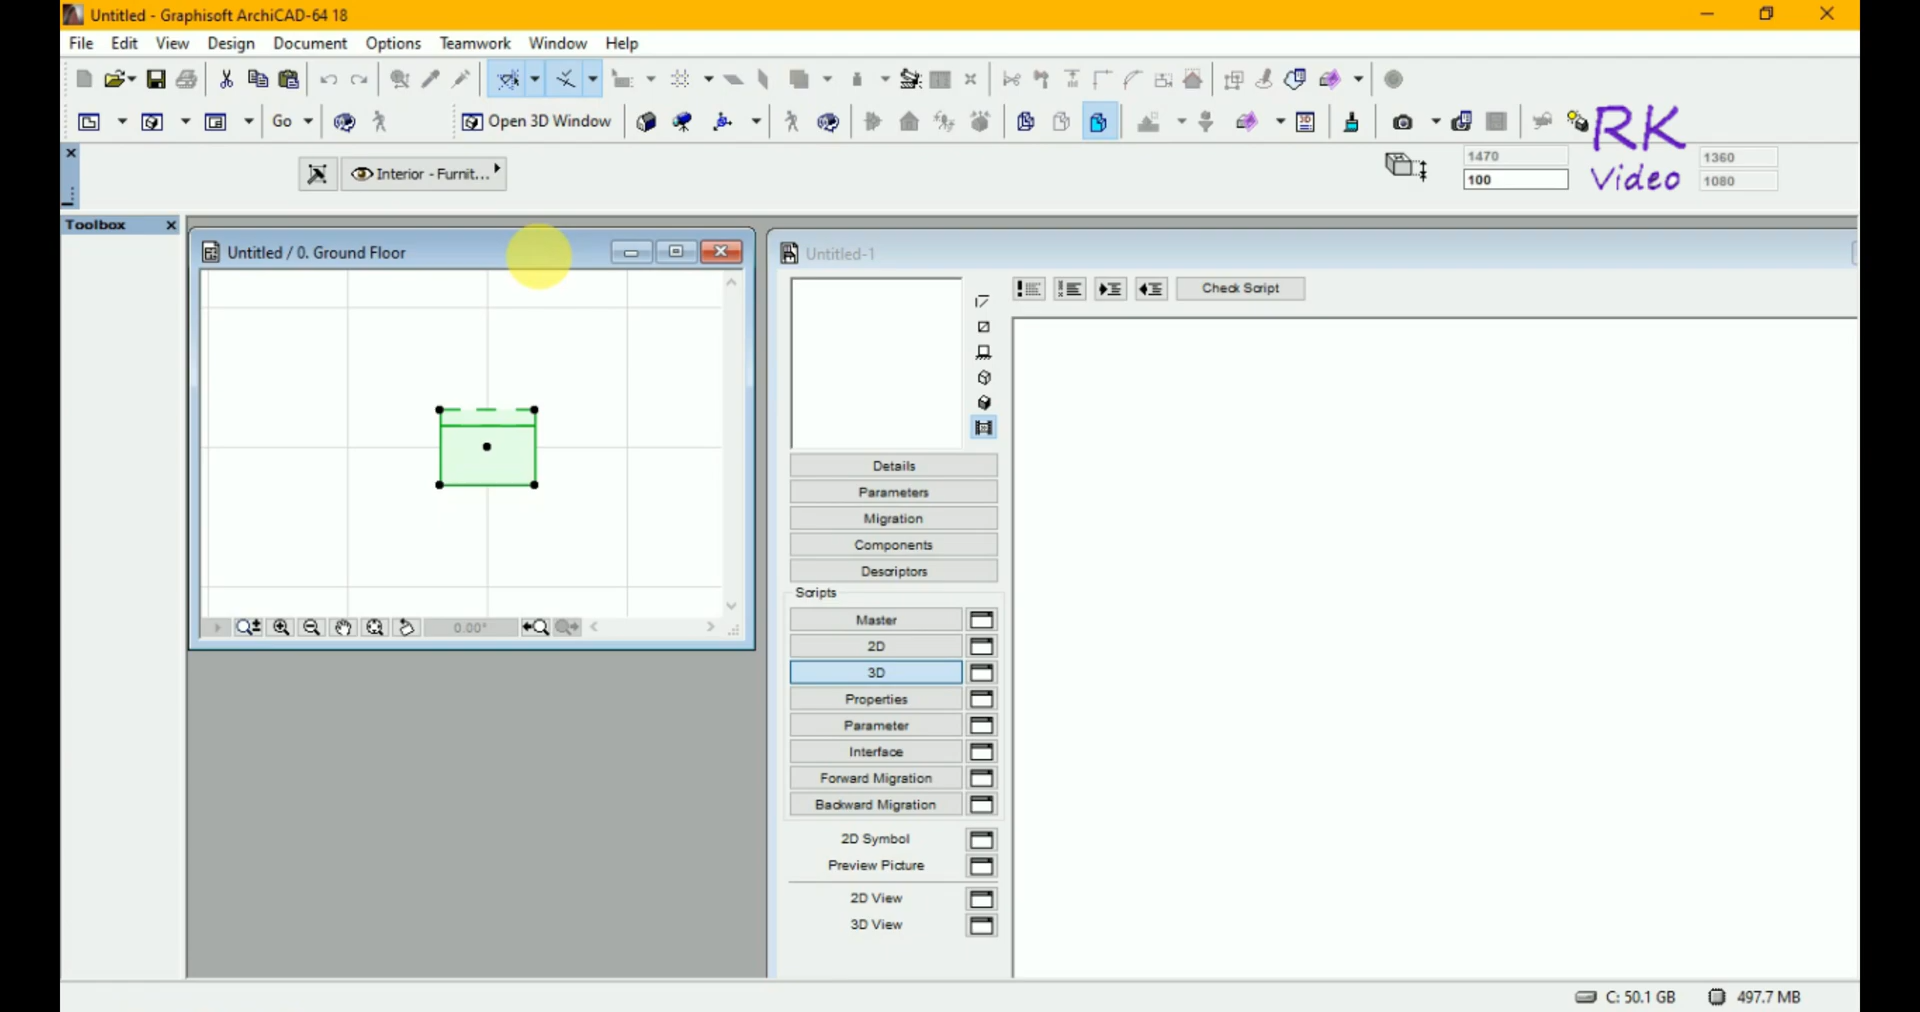 Untitled - Graphisoft ArchiCAD-64 18
File Edit View Design Document Options Teamwork Window Help
Go Open 3D Window
RK
Video
Interior - Furnit...
1470 1360
100 1080
Toolbox
Untitled / 0. Ground Floor
Untitled-1
Check Script
Details
Parameters
Migration
Components
Descriptors
Scripts
Master
2D
3D
Properties
Parameter
Interface
Forward Migration
Backward Migration
2D Symbol
Preview Picture
2D View
3D View
0.00°
C: 50.1 GB 497.7 MB